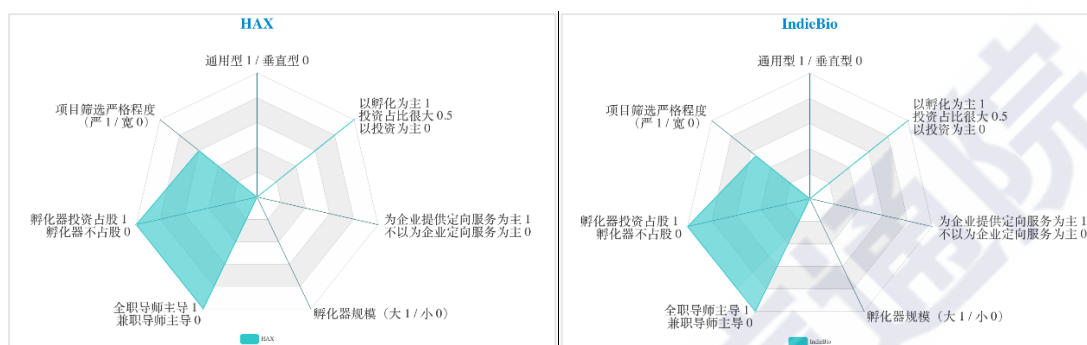 HAX
通用型 1 / 垂直型 0
以孵化为主 1
投资占比很大 0.5
以投资为主 0
项目筛选严格程度
（严 1 / 宽 0）
孵化器投资占股 1
孵化器不占股 0
为企业提供定向服务为主 1
不以为企业定向服务为主 0
全职导师主导 1
兼职导师主导 0
孵化器规模（大 1 / 小 0）
HAX
IndieBio
通用型 1 / 垂直型 0
以孵化为主 1
投资占比很大 0.5
以投资为主 0
项目筛选严格程度
（严 1 / 宽 0）
孵化器投资占股 1
孵化器不占股 0
为企业提供定向服务为主 1
不以为企业定向服务为主 0
全职导师主导 1
兼职导师主导 0
孵化器规模（大 1 / 小 0）
IndieBio